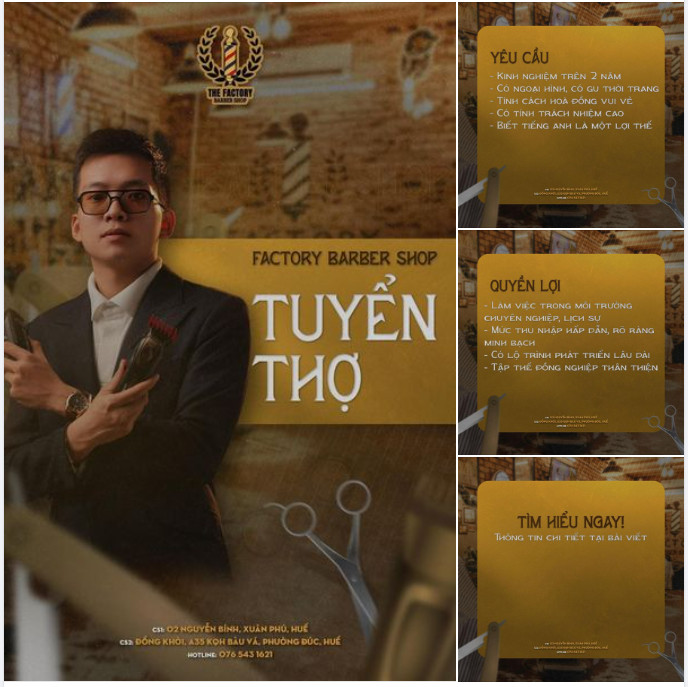 THE FACTORY
BARBER SHOP
FACTORY BARBER SHOP
TUYỂN
THỢ
CS1: 02 NGUYỄN BÍNH, XUÂN PHÚ, HUẾ
CS2: ĐỐNG KHỞI, A35 KQH BÀU VÁ, PHƯỜNG ĐÚC, HUẾ
HOTLINE: 076 543 1621
YÊU CẦU
- KINH NGHIỆM TRÊN 2 NĂM
- CÓ NGOẠI HÌNH, CÓ GU THỜI TRANG
- TÍNH CÁCH HOÀ ĐỒNG VUI VẺ
- CÓ TINH TRÁCH NHIỆM CAO
- BIẾT TIẾNG ANH LÀ MỘT LỢI THẾ
QUYỀN LỢI
- LÀM VIỆC TRONG MÔI TRƯỜNG
CHUYÊN NGHIỆP, LỊCH SỰ
- MỨC THU NHẬP HẤP DẪN, RÕ RÀNG
MINH BẠCH
- CÓ LỘ TRÌNH PHÁT TRIỂN LÂU DÀI
- TẬP THỂ ĐỒNG NGHIỆP THÂN THIỆN
TÌM HIỂU NGAY!
THÔNG TIN CHI TIẾT TẠI BÀI VIẾT